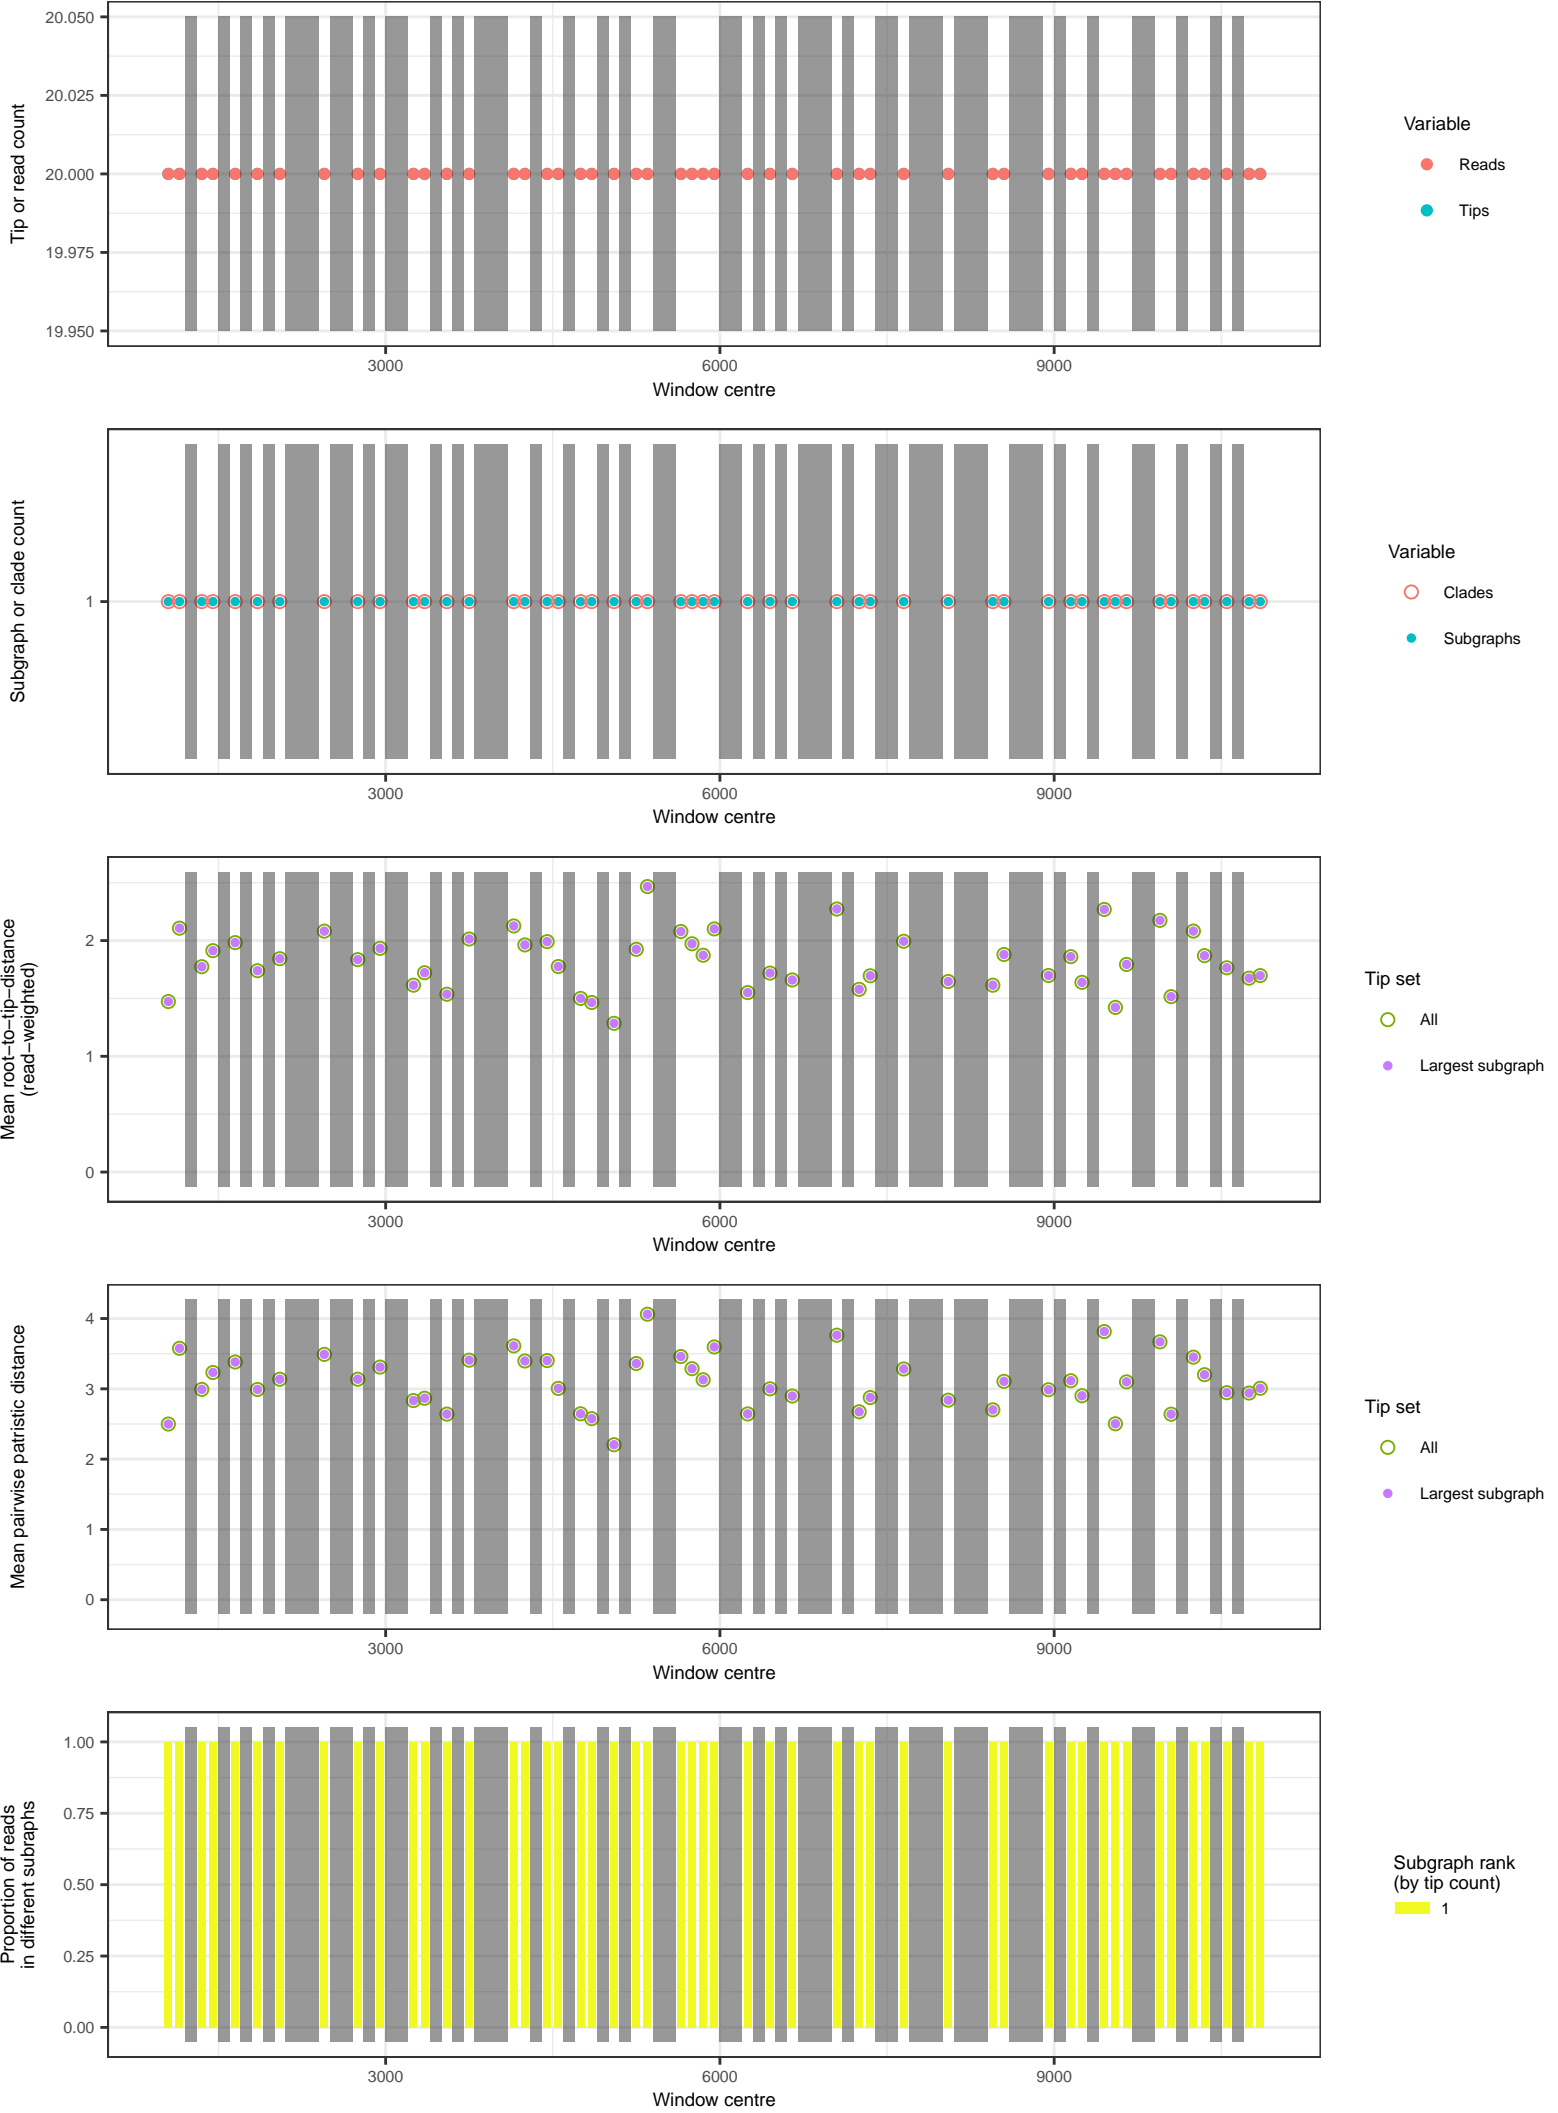 20.050
20.025
20.000
19.975
19.950
Tip or read count
3000
6000
9000
Window centre
Variable
Reads
Tips
1
Subgraph or clade count
3000
6000
9000
Window centre
Variable
Clades
Subgraphs
2
1
0
Mean root−to−tip−distance
(read−weighted)
3000
6000
9000
Window centre
Tip set
All
Largest subgraph
4
3
2
1
0
Mean pairwise patristic distance
3000
6000
9000
Window centre
Tip set
All
Largest subgraph
1.00
0.75
0.50
0.25
0.00
Proportion of reads
in different subraphs
3000
6000
9000
Window centre
Subgraph rank
(by tip count)
1